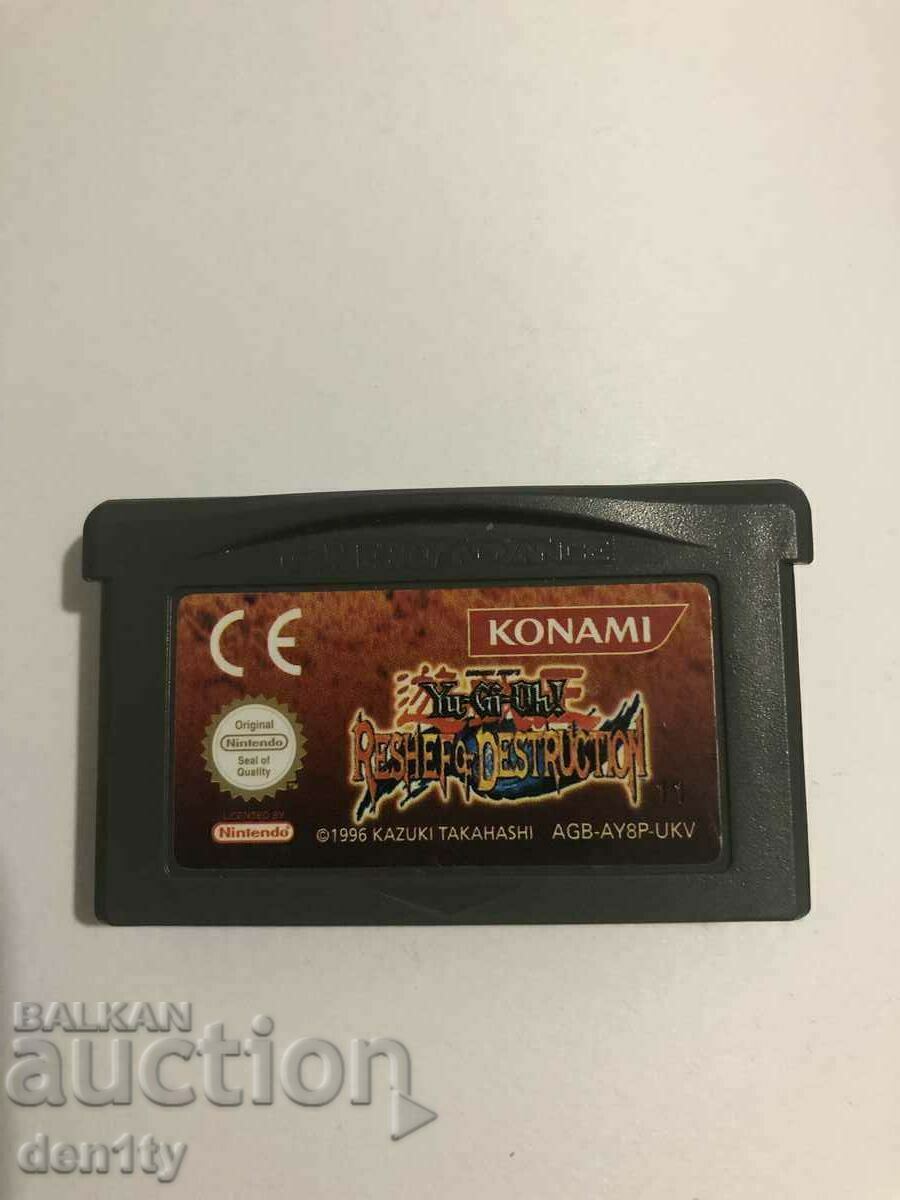 GAME BOY ADVANCE
CE
KONAMI
Yu-Gi-Oh!
RESHEF OF DESTRUCTION
Original
Nintendo
Seal of
Quality
11
LICENSED BY
Nintendo
©1996 KAZUKI TAKAHASHI AGB-AY8P-UKV
BALKAN
auction
den1ty